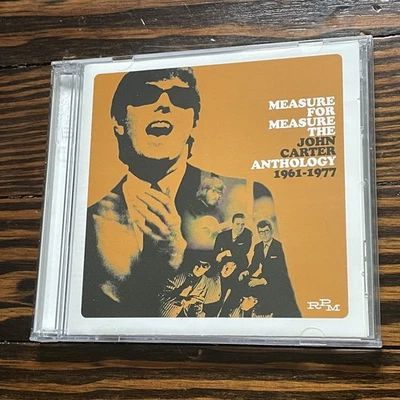 MEASURE
FOR
MEASURE
THE
JOHN
CARTER
ANTHOLOGY
1961-1977
RPM